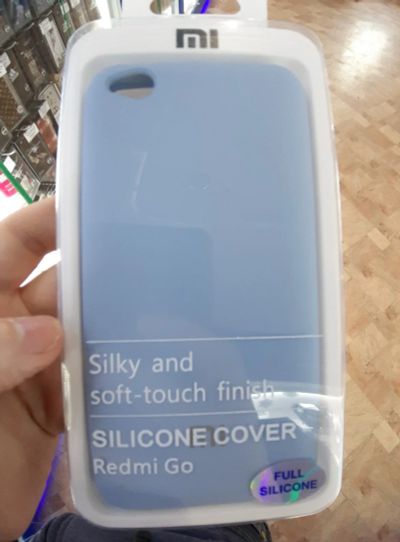 mi
Silky and
soft-touch finish
SILICONE COVER
Redmi Go
FULL
SILICONE